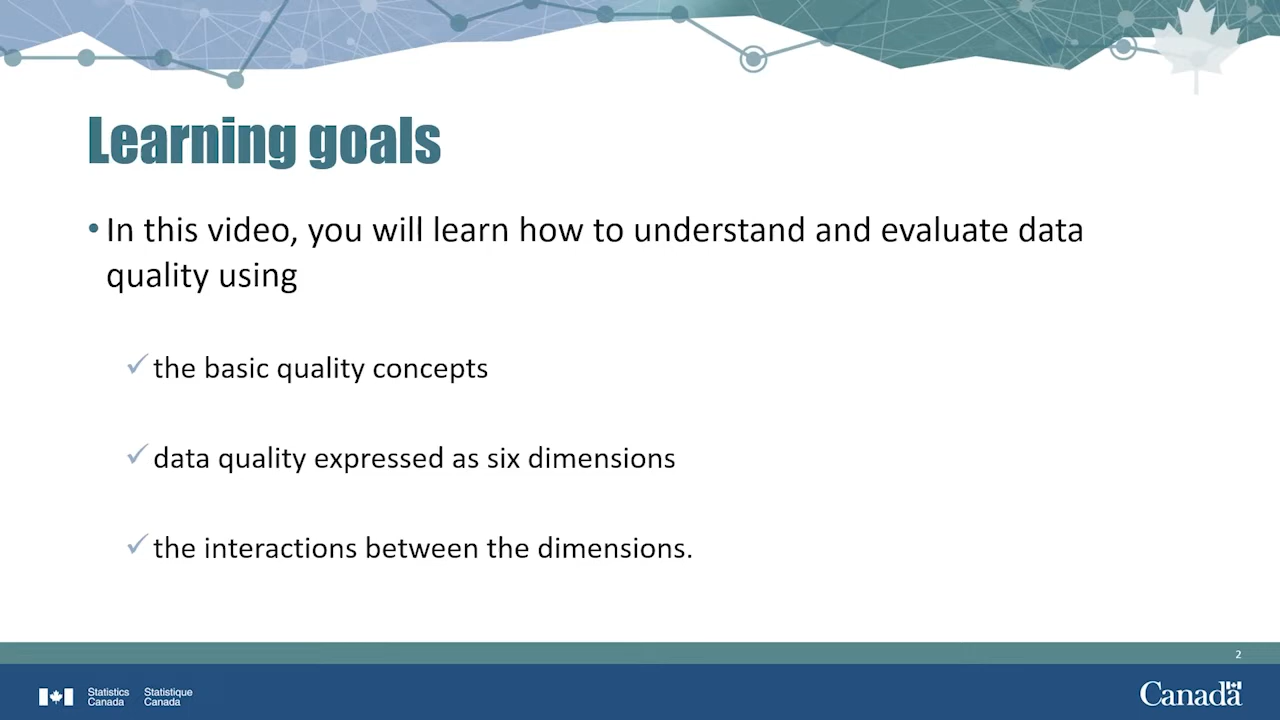 Learning goals
• In this video, you will learn how to understand and evaluate data
quality using
✓ the basic quality concepts
✓ data quality expressed as six dimensions
✓ the interactions between the dimensions.
2
Statistics Statistique
Canada Canada
Canada